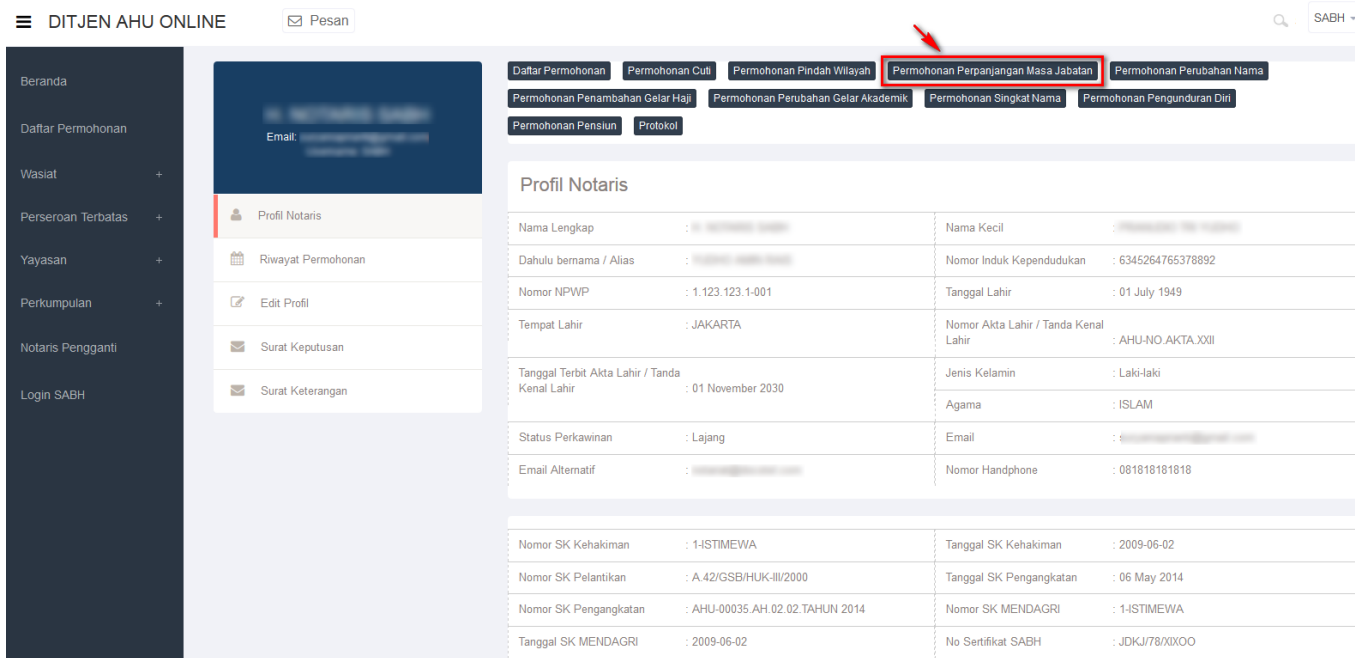 DITJEN AHU ONLINE
Pesan
SABH
Beranda
Daftar Permohonan
Wasiat +
Perseroan Terbatas +
Yayasan +
Perkumpulan +
Notaris Pengganti
Login SABH
Email:
Profil Notaris
Riwayat Permohonan
Edit Profil
Surat Keputusan
Surat Keterangan
Daftar Permohonan Permohonan Cuti Permohonan Pindah Wilayah Permohonan Perpanjangan Masa Jabatan Permohonan Perubahan Nama
Permohonan Penambahan Gelar Haji Permohonan Perubahan Gelar Akademik Permohonan Singkat Nama Permohonan Pengunduran Diri
Permohonan Pensiun Protokol
Profil Notaris
Nama Lengkap : Nama Kecil :
Dahulu bernama / Alias : Nomor Induk Kependudukan : 6345264765378892
Nomor NPWP : 1.123.123.1-001 Tanggal Lahir : 01 July 1949
Tempat Lahir : JAKARTA Nomor Akta Lahir / Tanda Kenal
Lahir : AHU-NO.AKTA.XXII
Tanggal Terbit Akta Lahir / Tanda
Kenal Lahir : 01 November 2030
Jenis Kelamin : Laki-laki
Agama : ISLAM
Status Perkawinan : Lajang Email :
Email Alternatif : Nomor Handphone : 081818181818
Nomor SK Kehakiman : 1-ISTIMEWA Tanggal SK Kehakiman : 2009-06-02
Nomor SK Pelantikan : A.42/GSB/HUK-III/2000 Tanggal SK Pengangkatan : 06 May 2014
Nomor SK Pengangkatan : AHU-00035.AH.02.02.TAHUN 2014 Nomor SK MENDAGRI : 1-ISTIMEWA
Tanggal SK MENDAGRI : 2009-06-02 No Sertifikat SABH : JDKJ/78/XIXOO